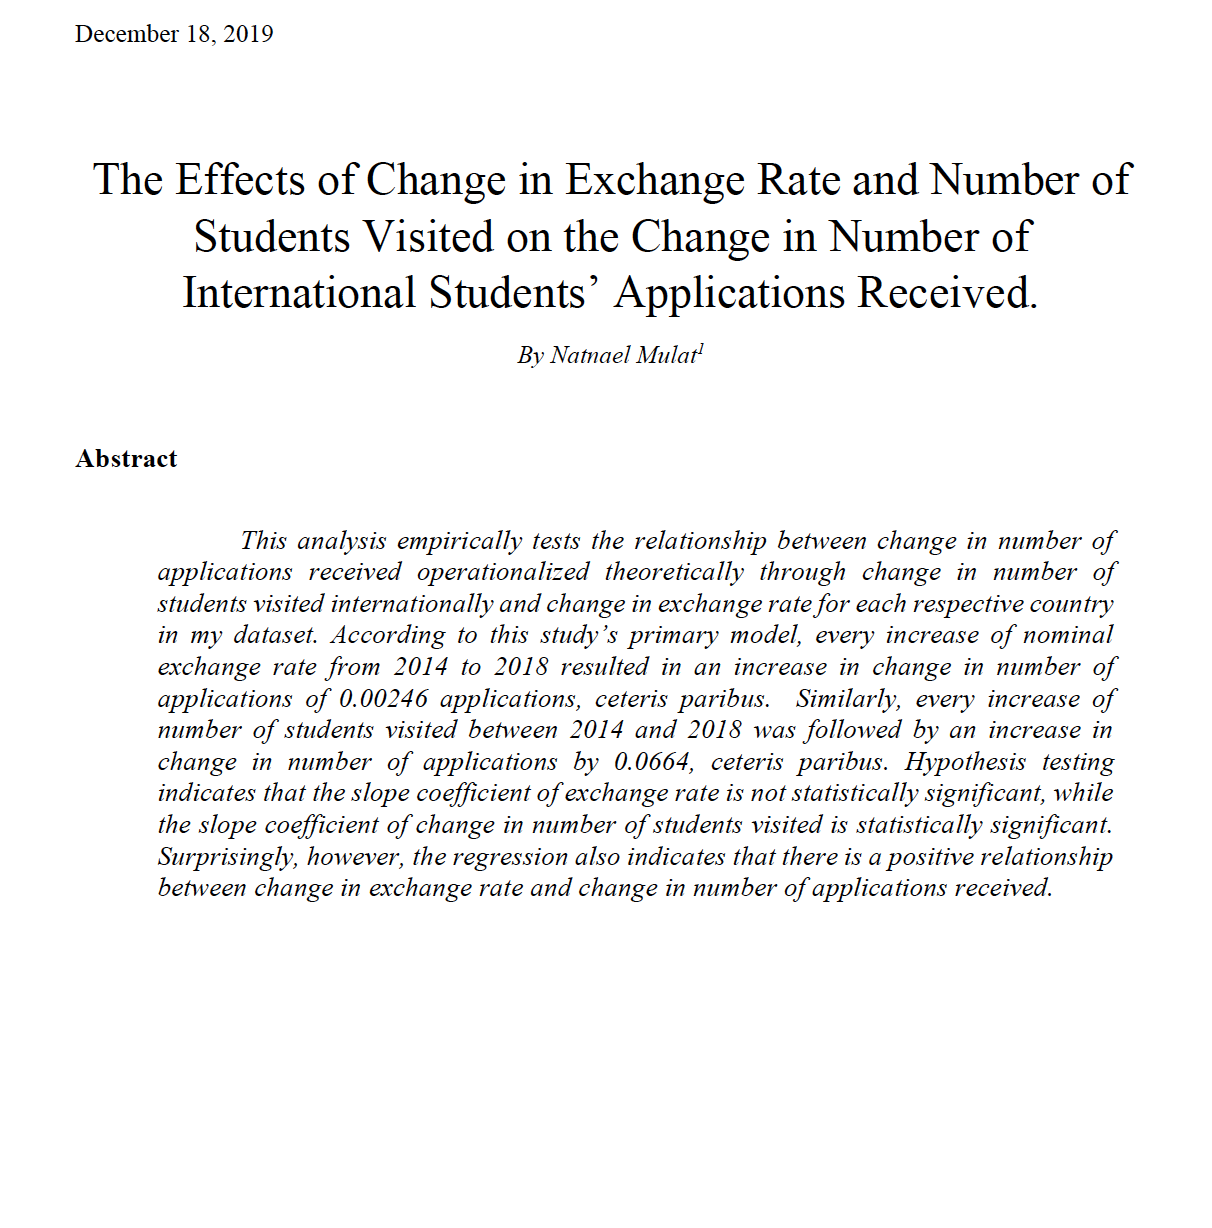 December 18, 2019
The Effects of Change in Exchange Rate and Number of
Students Visited on the Change in Number of
International Students’ Applications Received.
By Natnael Mulat1
Abstract
This analysis empirically tests the relationship between change in number of
applications received operationalized theoretically through change in number of
students visited internationally and change in exchange rate for each respective country
in my dataset. According to this study’s primary model, every increase of nominal
exchange rate from 2014 to 2018 resulted in an increase in change in number of
applications of 0.00246 applications, ceteris paribus. Similarly, every increase of
number of students visited between 2014 and 2018 was followed by an increase in
change in number of applications by 0.0664, ceteris paribus. Hypothesis testing
indicates that the slope coefficient of exchange rate is not statistically significant, while
the slope coefficient of change in number of students visited is statistically significant.
Surprisingly, however, the regression also indicates that there is a positive relationship
between change in exchange rate and change in number of applications received.